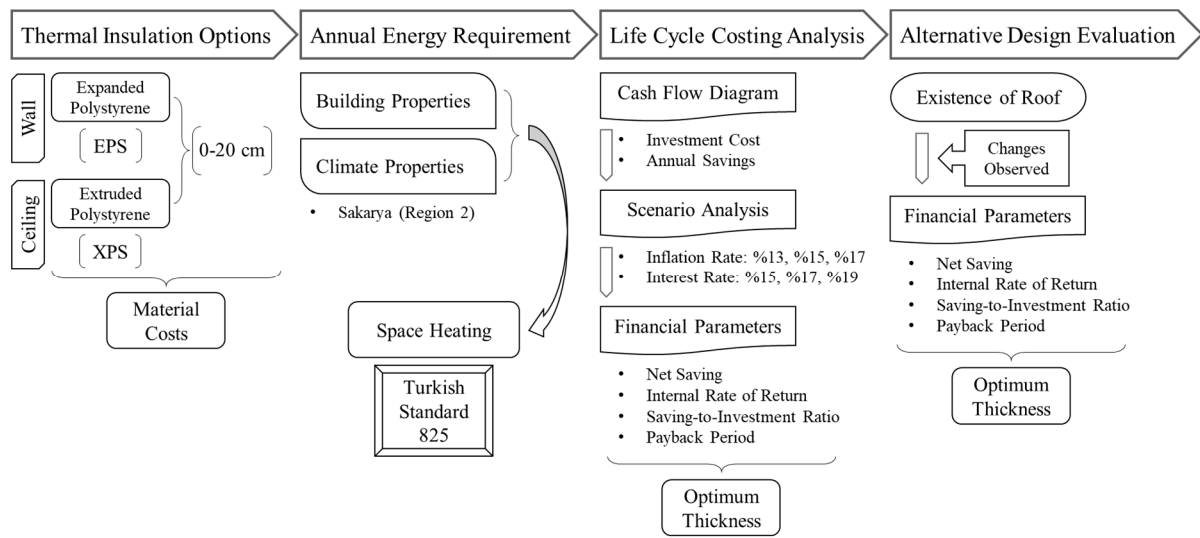 Thermal Insulation Options
Annual Energy Requirement
Life Cycle Costing Analysis
Alternative Design Evaluation
Wall
Expanded
Polystyrene
EPS
Ceiling
Extruded
Polystyrene
XPS
0-20 cm
Material
Costs
Building Properties
Climate Properties
• Sakarya (Region 2)
Space Heating
Turkish
Standard
825
Cash Flow Diagram
• Investment Cost
• Annual Savings
Scenario Analysis
• Inflation Rate: %13, %15, %17
• Interest Rate: %15, %17, %19
Financial Parameters
• Net Saving
• Internal Rate of Return
• Saving-to-Investment Ratio
• Payback Period
Optimum
Thickness
Existence of Roof
Changes
Observed
Financial Parameters
• Net Saving
• Internal Rate of Return
• Saving-to-Investment Ratio
• Payback Period
Optimum
Thickness